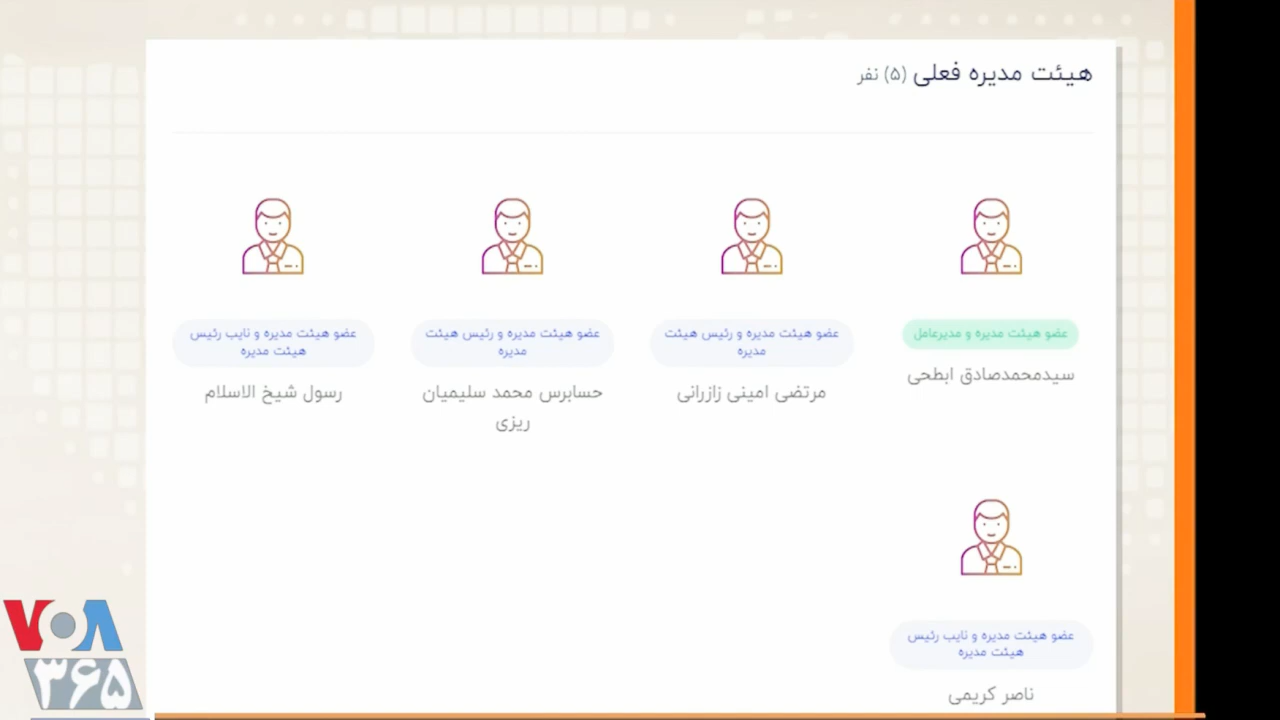 هیئت مدیره فعلی (۵) نفر
عضو هیئت مدیره و مدیرعامل
سیدمحمدصادق ابطحی
عضو هیئت مدیره و رئیس هیئت
مدیره
مرتضی امینی زازرانی
عضو هیئت مدیره و رئیس هیئت
مدیره
حسابرس محمد سلیمیان
ریزی
عضو هیئت مدیره و نایب رئیس
هیئت مدیره
رسول شیخ الاسلام
عضو هیئت مدیره و نایب رئیس
هیئت مدیره
ناصر کریمی
VOA
۳۶۵